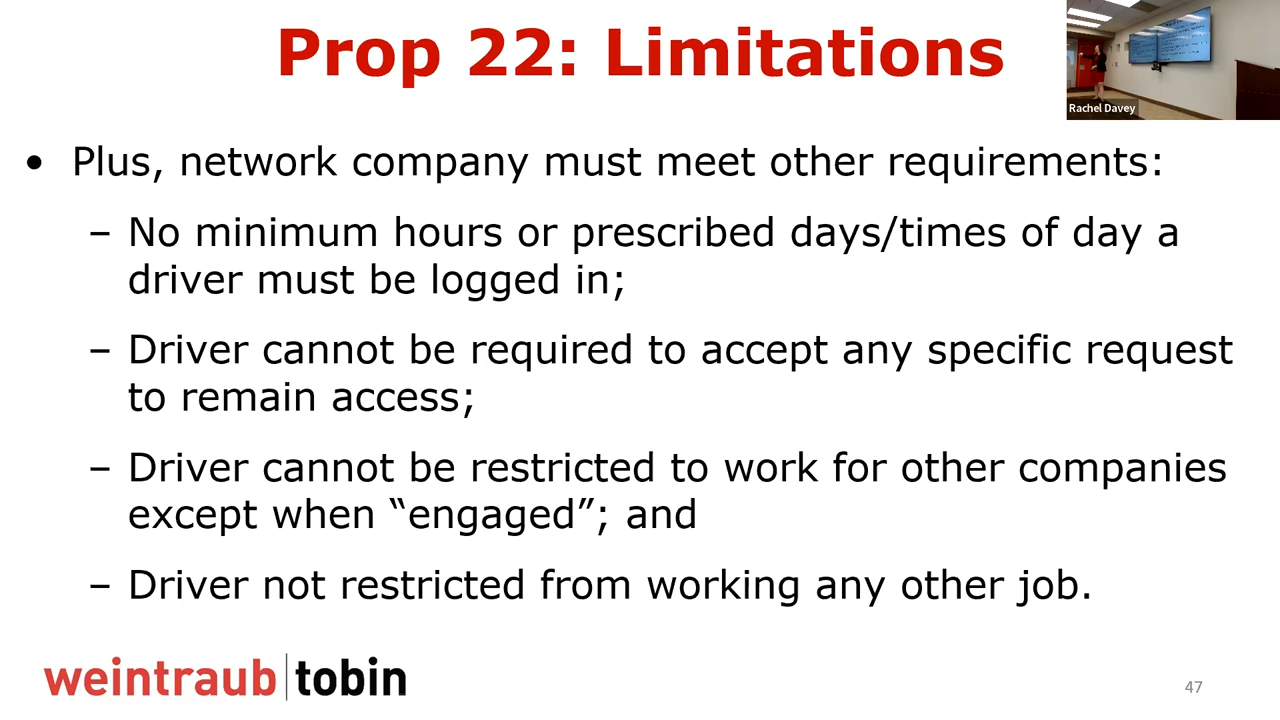 Prop 22: Limitations
Rachel Davey
• Plus, network company must meet other requirements:
– No minimum hours or prescribed days/times of day a
driver must be logged in;
– Driver cannot be required to accept any specific request
to remain access;
– Driver cannot be restricted to work for other companies
except when “engaged”; and
– Driver not restricted from working any other job.
weintraub|tobin
47